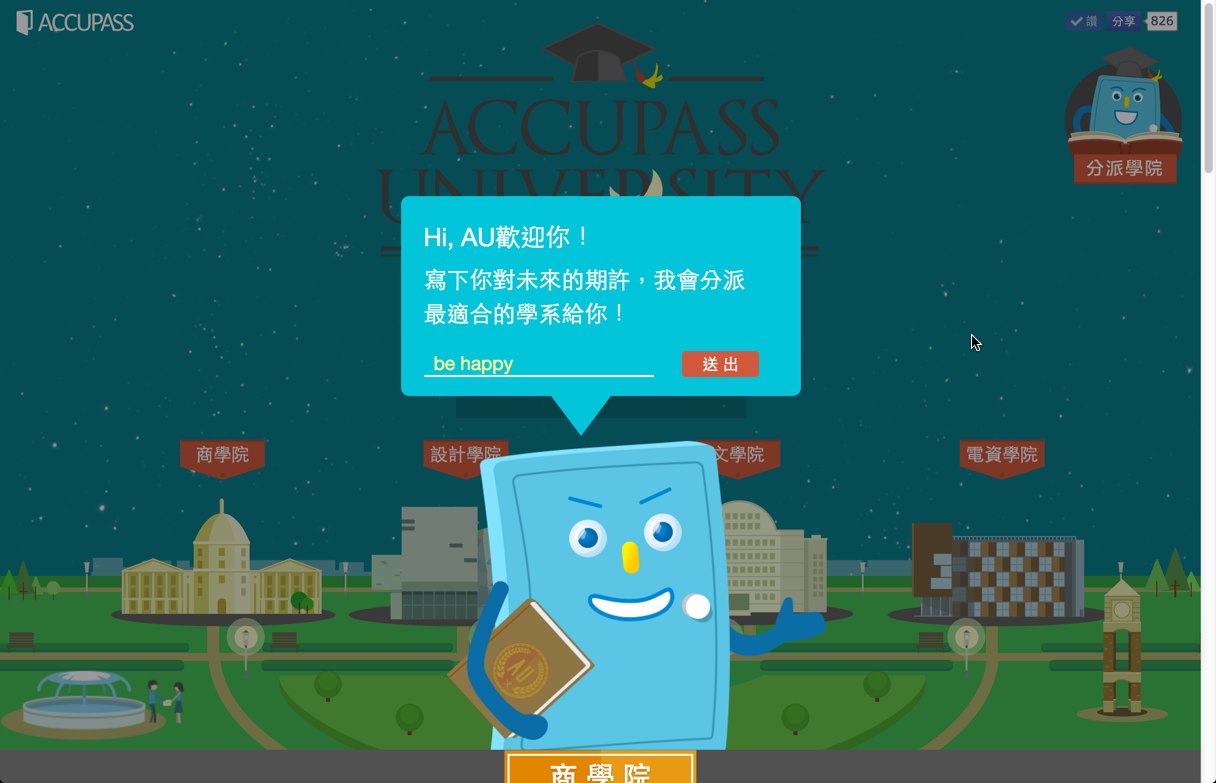 ACCUPASS
讚
分享
826
ACCUPASS
UNIVERSITY
分派學院
Hi, AU歡迎你！
寫下你對未來的期許，我會分派
最適合的學系給你！
be happy
送出
商學院
設計學院
文學院
電資學院
AU
商學院